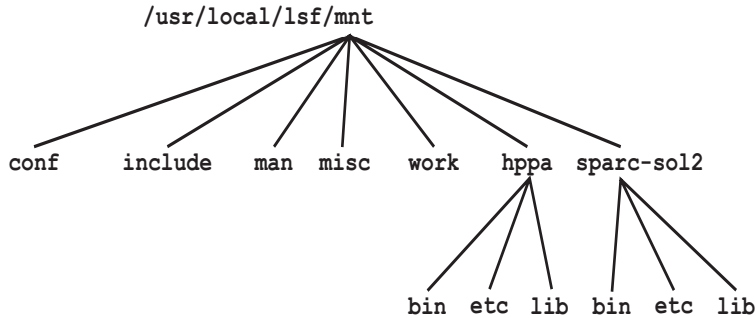 /usr/local/lsf/mnt
conf include man misc work hppa sparc-sol2
bin etc lib bin etc lib